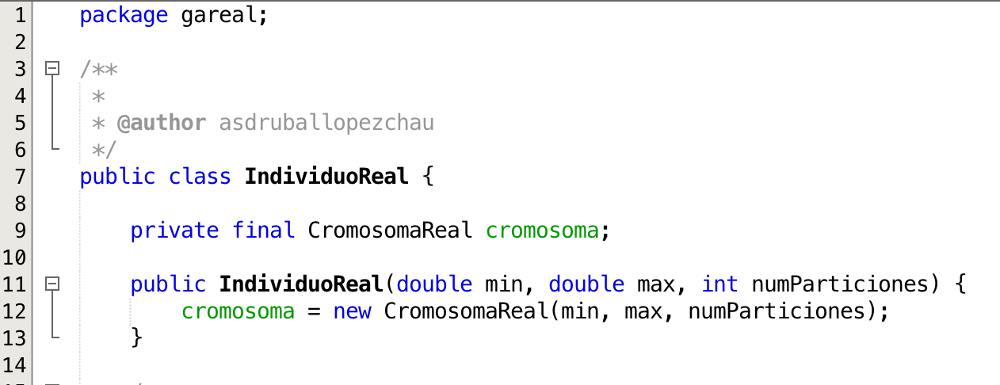 1 package gareal;
2
3 /**
4  *
5  * @author asdruballopezchau
6  */
7 public class IndividuoReal {
8
9     private final CromosomaReal cromosoma;
10
11     public IndividuoReal(double min, double max, int numParticiones) {
12         cromosoma = new CromosomaReal(min, max, numParticiones);
13     }
14